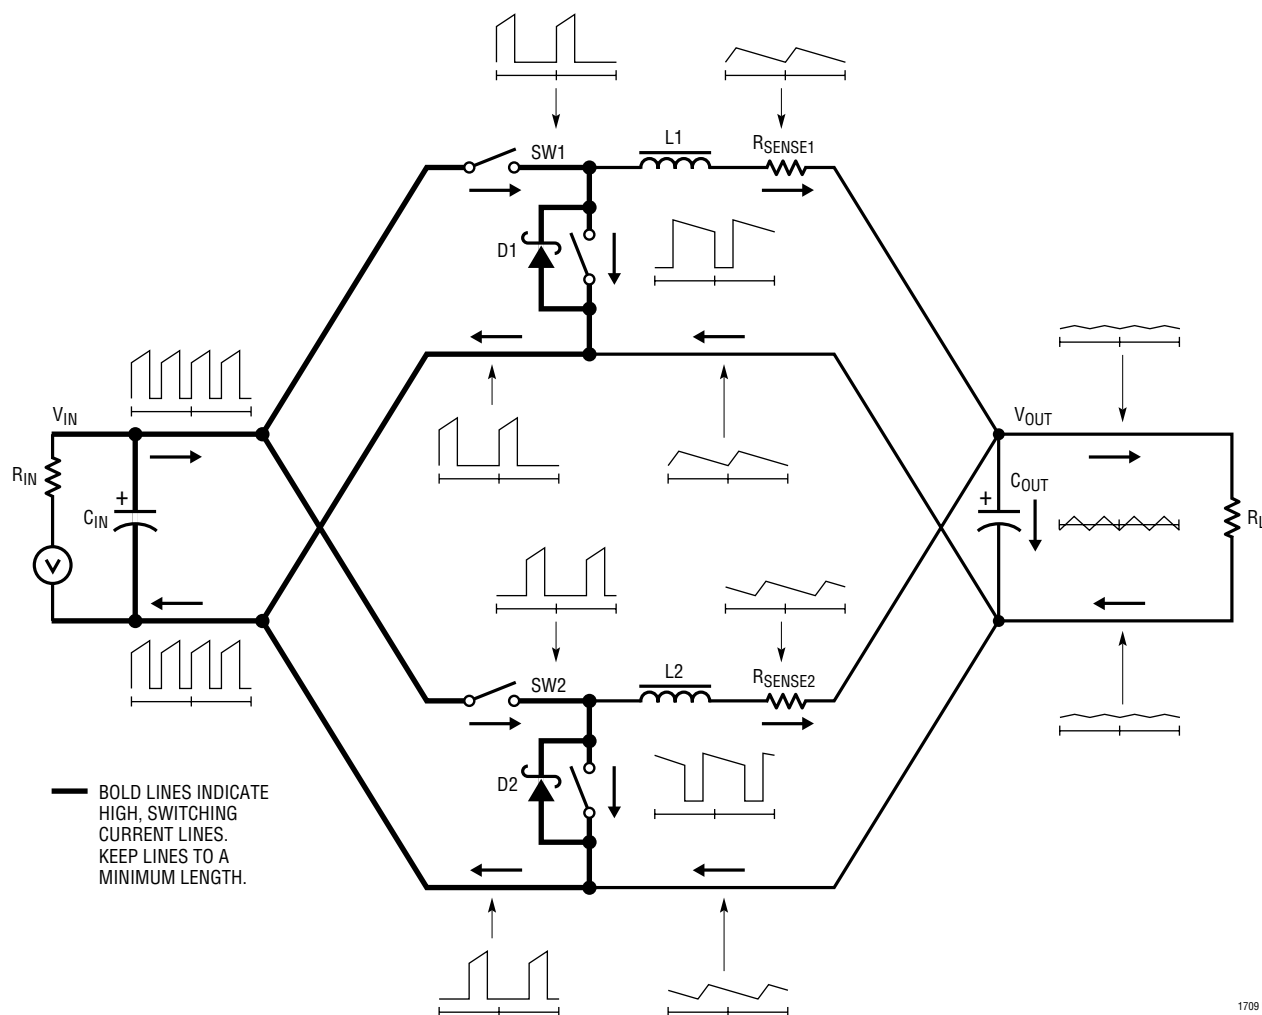 SW1
L1
RSENSE1
D1
VIN
VOUT
RIN
+
CIN
+
COUT
RL
V
SW2
L2
RSENSE2
D2
BOLD LINES INDICATE
HIGH, SWITCHING
CURRENT LINES.
KEEP LINES TO A
MINIMUM LENGTH.
1709